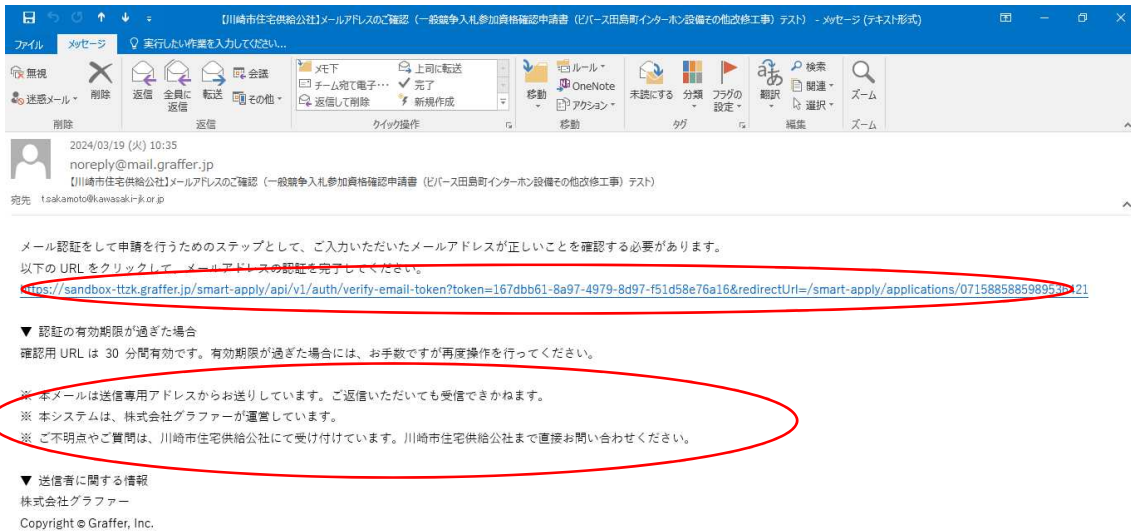 【川崎市住宅供給公社】メールアドレスのご確認（一般競争入札参加資格確認申請書（ビバース田島町インターホン設備その他改修工事）テスト） - メッセージ (テキスト形式)
ファイル メッセージ 実行したい作業を入力してください...
無視
迷惑メール
削除
返信 全員に返信 転送
会議
その他
メモ下
チーム宛て電子…
返信して削除
上司に転送
完了
新規作成
移動
ルール
OneNote
アクション
未読にする 分類 フラグの設定
翻訳
検索
関連
選択
ズーム
削除 返信 クイック操作 移動 タグ 編集 ズーム
2024/03/19 (火) 10:35
noreply@mail.graffer.jp
【川崎市住宅供給公社】メールアドレスのご確認（一般競争入札参加資格確認申請書（ビバース田島町インターホン設備その他改修工事）テスト）
宛先 t.sakamoto@kawasaki-jk.or.jp
メール認証をして申請を行うためのステップとして、ご入力いただいたメールアドレスが正しいことを確認する必要があります。
以下の URL をクリックして、メールアドレスの認証を完了してください。
https://sandbox-ttzk.graffer.jp/smart-apply/api/v1/auth/verify-email-token?token=167dbb61-8a97-4979-8d97-f51d58e76a16&redirectUrl=/smart-apply/applications/
▼ 認証の有効期限が過ぎた場合
確認用 URL は 30 分間有効です。有効期限が過ぎた場合には、お手数ですが再度操作を行ってください。
※ 本メールは送信専用アドレスからお送りしています。ご返信いただいても受信できかねます。
※ 本システムは、株式会社グラファーが運営しています。
※ ご不明点やご質問は、川崎市住宅供給公社にて受け付けています。川崎市住宅供給公社まで直接お問い合わせください。
▼ 送信者に関する情報
株式会社グラファー
Copyright © Graffer, Inc.